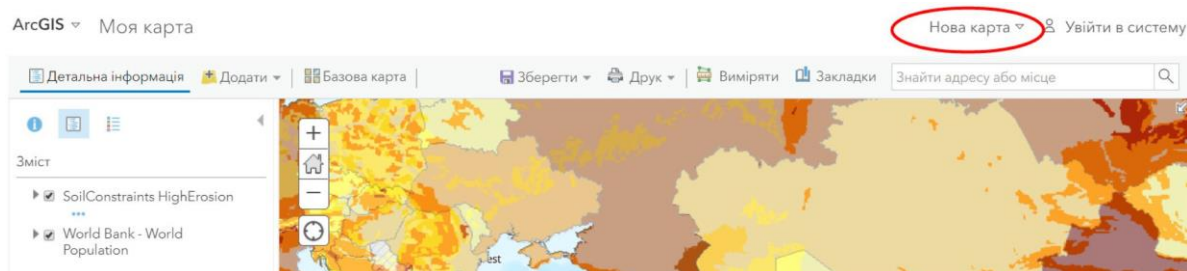 ArcGIS Моя карта Нова карта Увійти в систему
Детальна інформація Додати Базова карта Зберегти Друк Виміряти Закладки Знайти адресу або місце
Зміст
SoilConstraints HighErosion
World Bank - World
Population
est